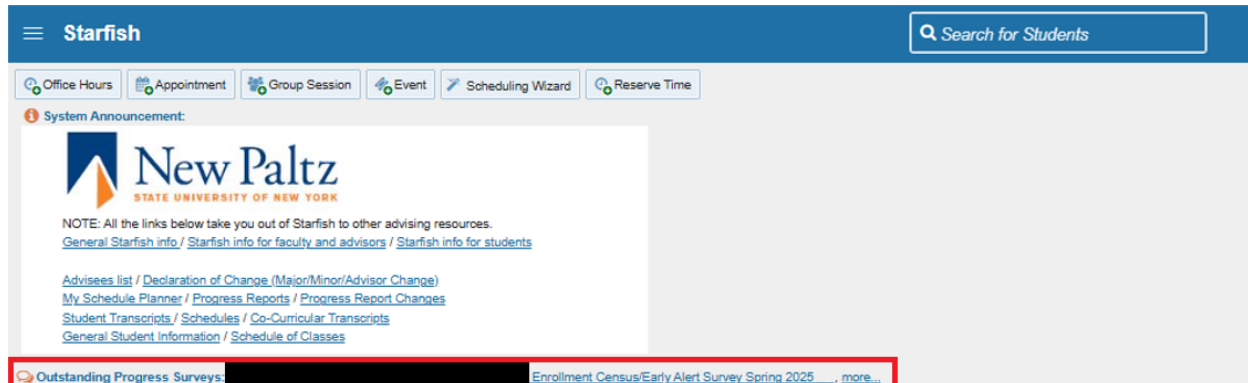 Starfish
Search for Students
Office Hours Appointment Group Session Event Scheduling Wizard Reserve Time
System Announcement:
New Paltz
STATE UNIVERSITY OF NEW YORK
NOTE: All the links below take you out of Starfish to other advising resources.
General Starfish info / Starfish info for faculty and advisors / Starfish info for students
Advisees list / Declaration of Change (Major/Minor/Advisor Change)
My Schedule Planner / Progress Reports / Progress Report Changes
Student Transcripts / Schedules / Co-Curricular Transcripts
General Student Information / Schedule of Classes
Outstanding Progress Surveys: Enrollment Census/Early Alert Survey Spring 2025 , more...